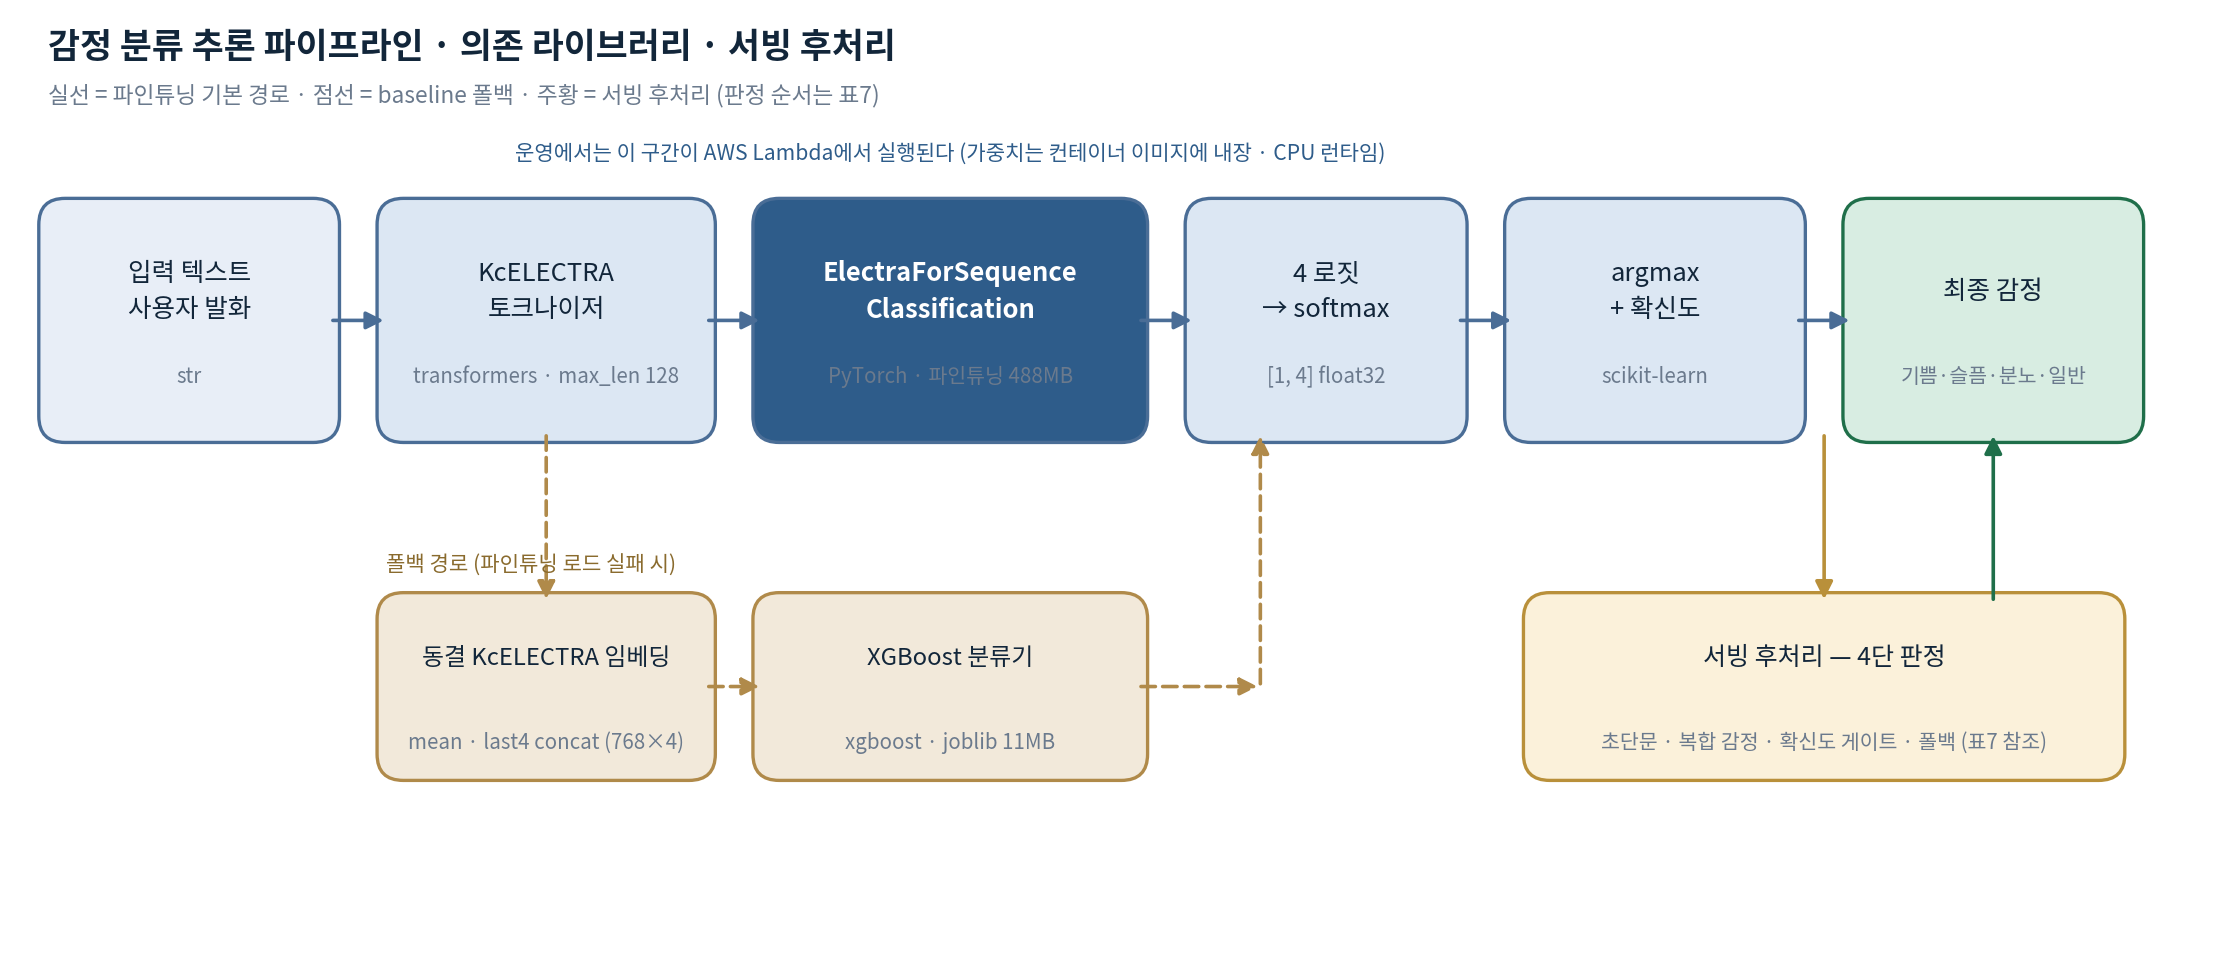 감정 분류 추론 파이프라인 · 의존 라이브러리 · 서빙 후처리
실선 = 파인튜닝 기본 경로 · 점선 = baseline 폴백 · 주황 = 서빙 후처리 (판정 순서는 표7)
운영에서는 이 구간이 AWS Lambda에서 실행된다 (가중치는 컨테이너 이미지에 내장 · CPU 런타임)
입력 텍스트
사용자 발화
str
KcELECTRA
토크나이저
transformers · max_len 128
ElectraForSequence
Classification
PyTorch · 파인튜닝 488MB
4 로짓
→ softmax
[1, 4] float32
argmax
+ 확신도
scikit-learn
최종 감정
기쁨·슬픔·분노·일반
폴백 경로 (파인튜닝 로드 실패 시)
동결 KcELECTRA 임베딩
mean · last4 concat (768×4)
XGBoost 분류기
xgboost · joblib 11MB
서빙 후처리 — 4단 판정
초단문 · 복합 감정 · 확신도 게이트 · 폴백 (표7 참조)